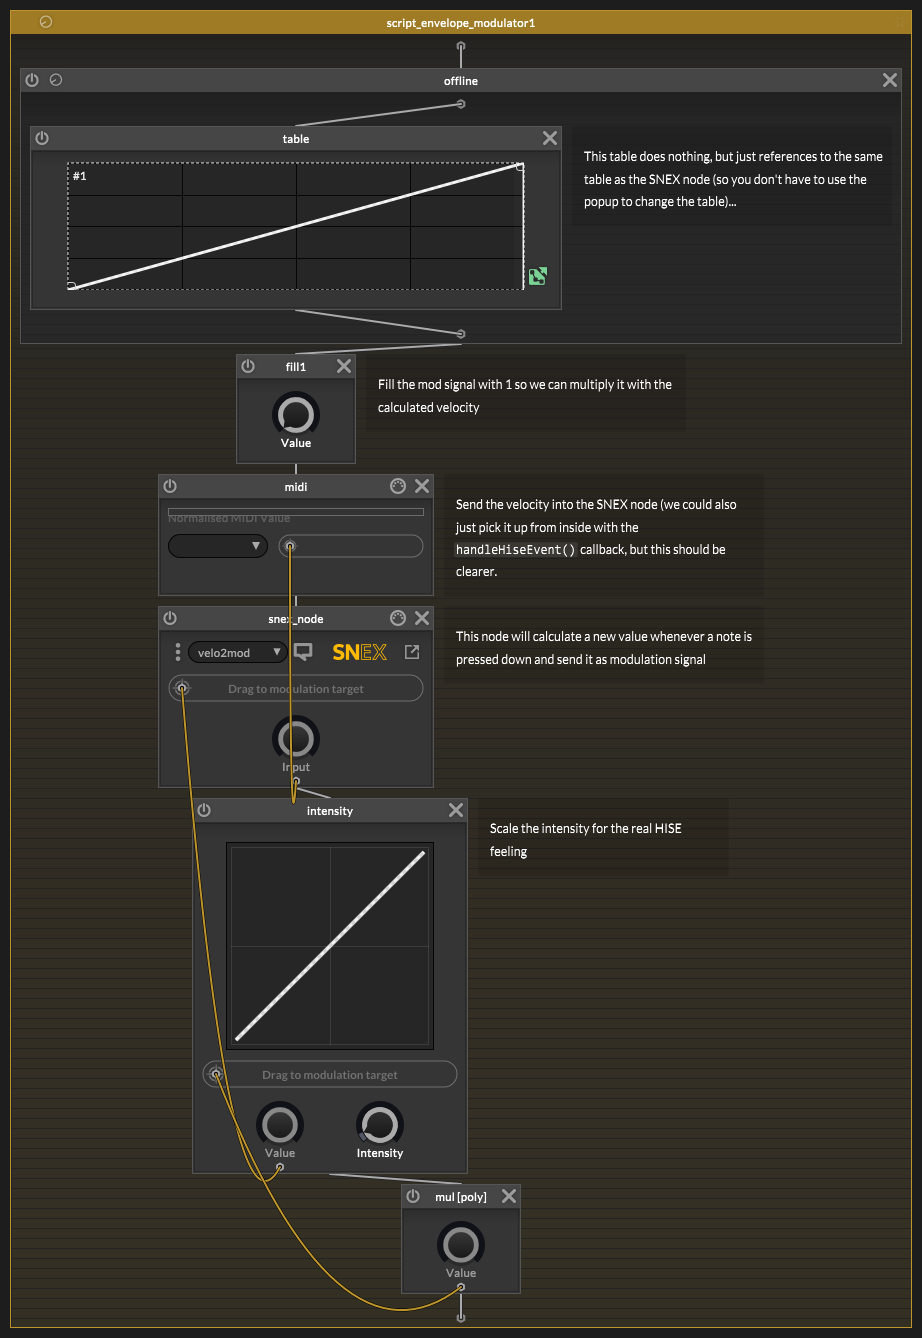 script_envelope_modulator1
offline
table
#1
This table does nothing, but just references to the same
table as the SNEX node (so you don't have to use the
popup to change the table)...
fill1
Value
Fill the mod signal with 1 so we can multiply it with the
calculated velocity
midi
Normalised MIDI Value
Send the velocity into the SNEX node (we could also
just pick it up from inside with the
handleHiseEvent() callback, but this should be
clearer.
snex_node
velo2mod
SNEX
Drag to modulation target
Input
This node will calculate a new value whenever a note is
pressed down and send it as modulation signal
intensity
Drag to modulation target
Value
Intensity
Scale the intensity for the real HISE
feeling
mul [poly]
Value